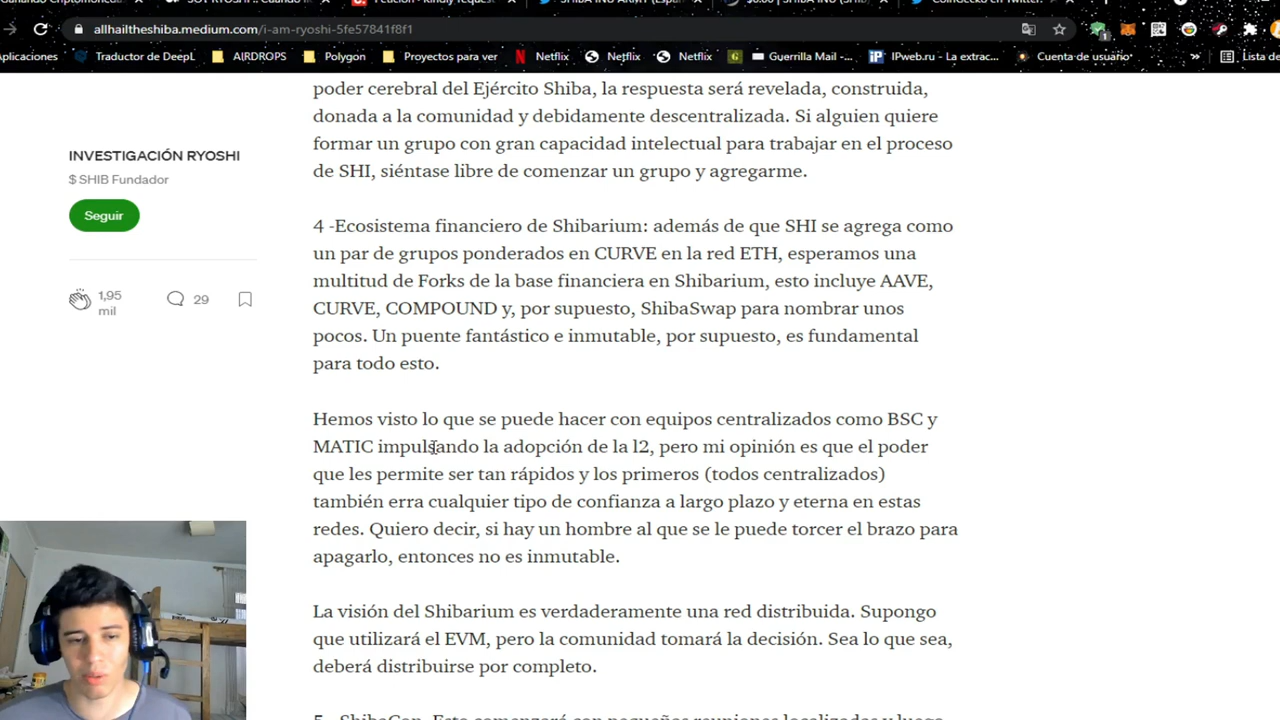 allhailtheshiba.medium.com/i-am-ryoshi-5fe57841f8f1
plicaciones
Traductor de DeepL
A(RDROPS
Polygon
Proyectos para ver
Netflix
Netflix
Netflix
Guerrilla Mail -...
IPweb.ru - La extrac...
Cuenta de usuario
Lista de
poder cerebral del Ejército Shiba, la respuesta será revelada, construida,
donada a la comunidad y debidamente descentralizada. Si alguien quiere
formar un grupo con gran capacidad intelectual para trabajar en el proceso
de SHI, siéntase libre de comenzar un grupo y agregarme.
INVESTIGACIÓN RYOSHI
$ SHIB Fundador
Seguir
1,95
mil
29
4 -Ecosistema financiero de Shibarium: además de que SHI se agrega como
un par de grupos ponderados en CURVE en la red ETH, esperamos una
multitud de Forks de la base financiera en Shibarium, esto incluye AAVE,
CURVE, COMPOUND y, por supuesto, ShibaSwap para nombrar unos
pocos. Un puente fantástico e inmutable, por supuesto, es fundamental
para todo esto.
Hemos visto lo que se puede hacer con equipos centralizados como BSC y
MATIC impulsando la adopción de la l2, pero mi opinión es que el poder
que les permite ser tan rápidos y los primeros (todos centralizados)
también erra cualquier tipo de confianza a largo plazo y eterna en estas
redes. Quiero decir, si hay un hombre al que se le puede torcer el brazo para
apagarlo, entonces no es inmutable.
La visión del Shibarium es verdaderamente una red distribuida. Supongo
que utilizará el EVM, pero la comunidad tomará la decisión. Sea lo que sea,
deberá distribuirse por completo.